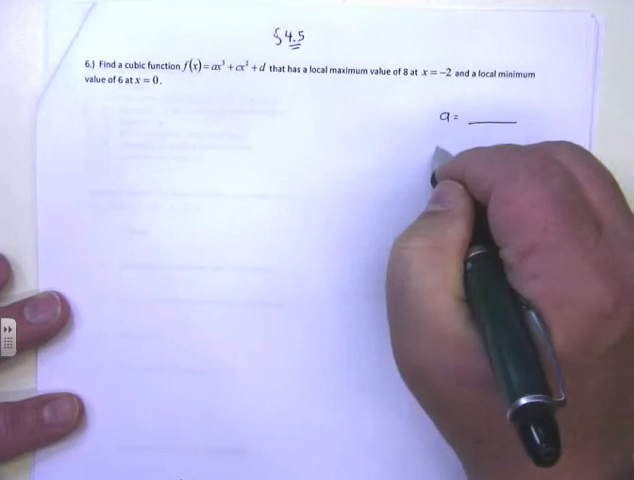 § 4.5
6.) Find a cubic function f(x) = ax³ + cx² + d that has a local maximum value of 8 at x = −2 and a local minimum
value of 6 at x = 0.
a = ____